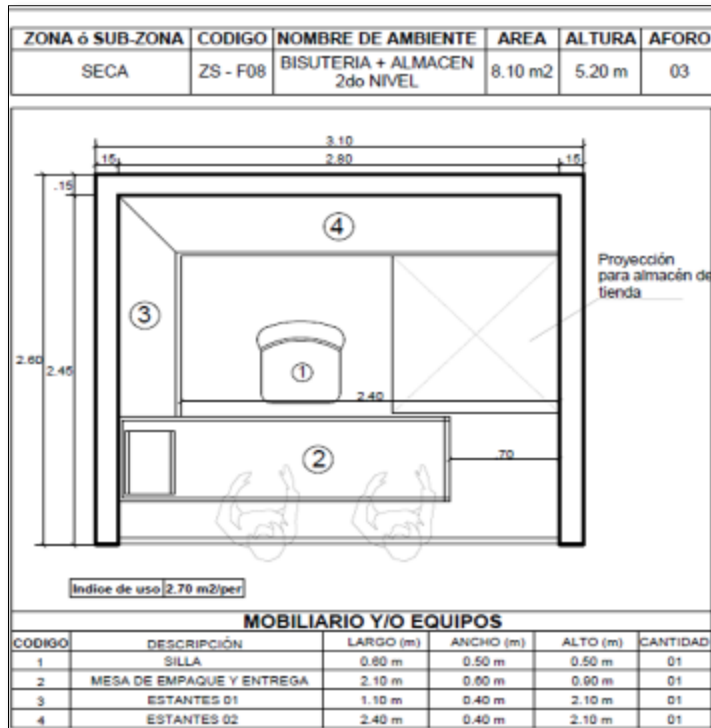 ZONA ó SUB-ZONA CODIGO NOMBRE DE AMBIENTE AREA ALTURA AFORO
SECA ZS - F08 BISUTERIA + ALMACEN 2do NIVEL 8.10 m2 5.20 m 03
3.10
.15 2.80 .15
.15
4
Proyección
para almacén de
tienda
3
2.60 2.45
1
2.40
2
.70
Indice de uso 2.70 m2/per
MOBILIARIO Y/O EQUIPOS
CODIGO DESCRIPCIÓN LARGO (m) ANCHO (m) ALTO (m) CANTIDAD
1 SILLA 0.60 m 0.50 m 0.50 m 01
2 MESA DE EMPAQUE Y ENTREGA 2.10 m 0.60 m 0.90 m 01
3 ESTANTES 01 1.10 m 0.40 m 2.10 m 01
4 ESTANTES 02 2.40 m 0.40 m 2.10 m 01